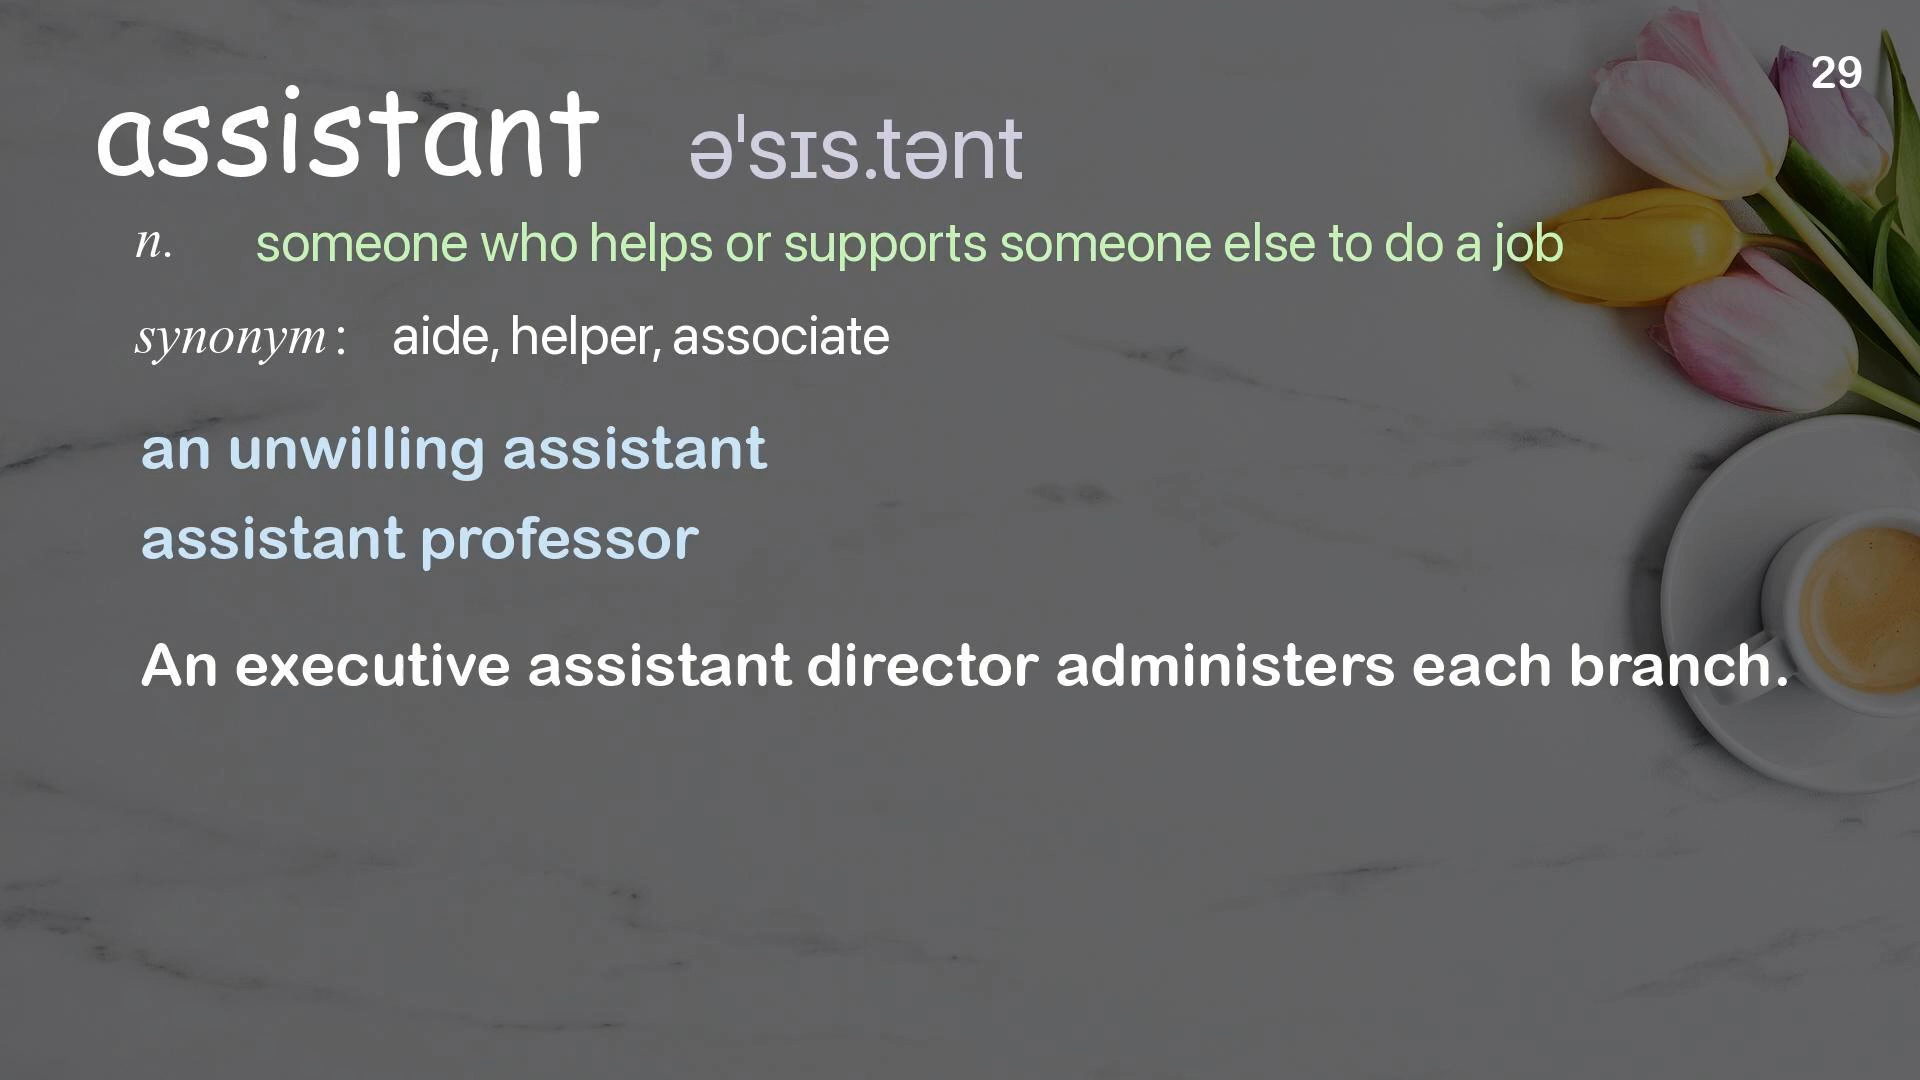 29
assistant əˈsɪs.tənt
n. someone who helps or supports someone else to do a job
synonym: aide, helper, associate
an unwilling assistant
assistant professor
An executive assistant director administers each branch.